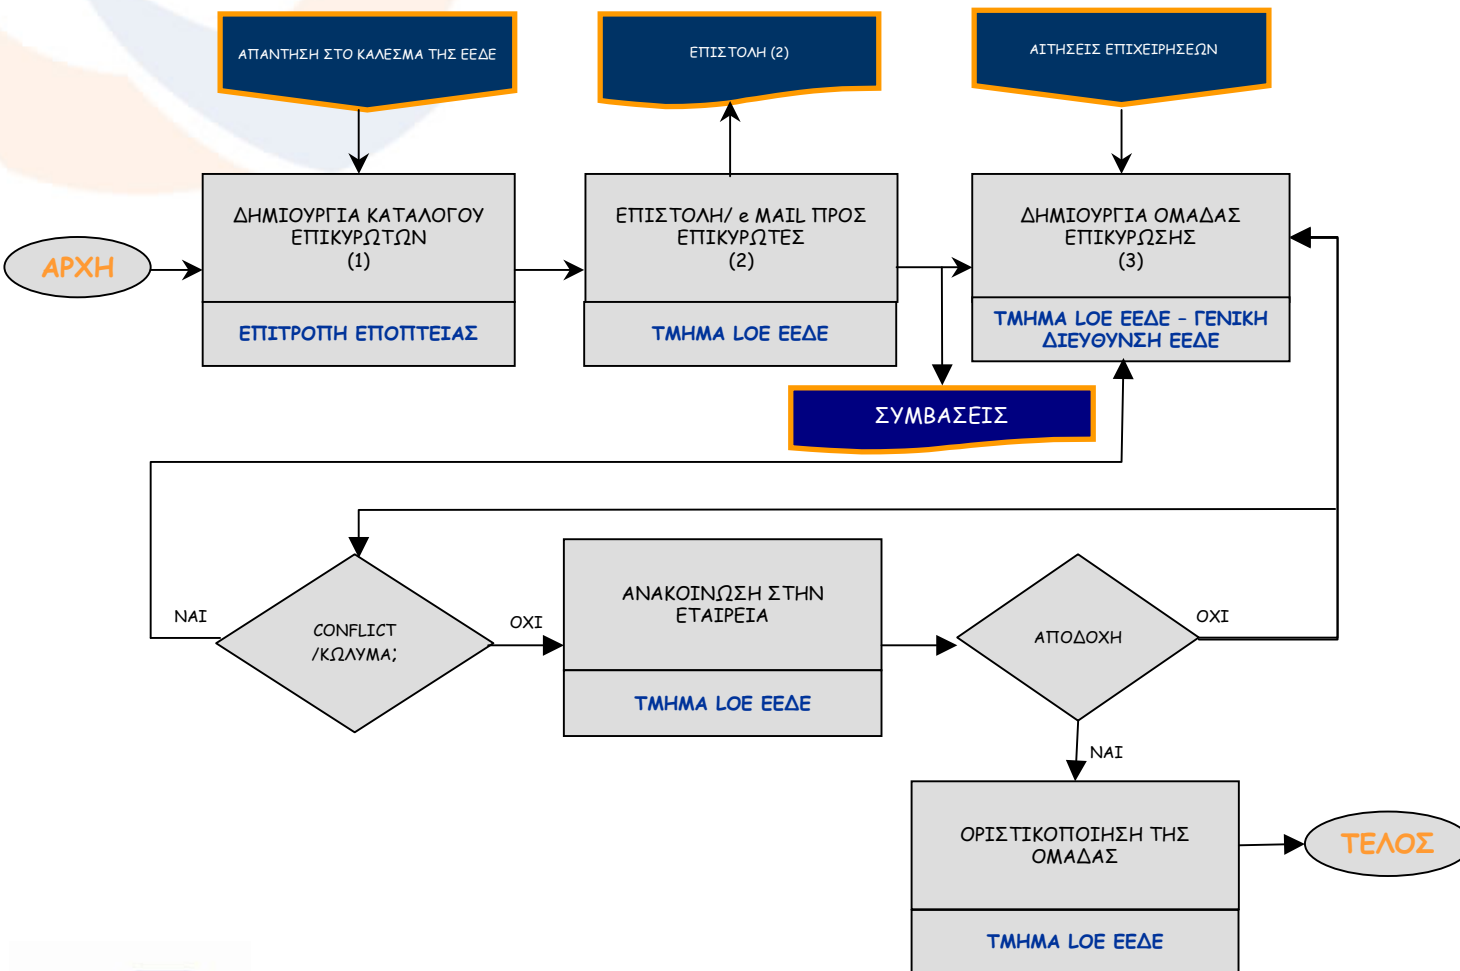 ΑΠΑΝΤΗΣΗ ΣΤΟ ΚΑΛΕΣΜΑ ΤΗΣ ΕΕΔΕ
ΕΠΙΣΤΟΛΗ (2)
ΑΙΤΗΣΕΙΣ ΕΠΙΧΕΙΡΗΣΕΩΝ
ΑΡΧΗ
ΔΗΜΙΟΥΡΓΙΑ ΚΑΤΑΛΟΓΟΥ
ΕΠΙΚΥΡΩΤΩΝ
(1)
ΕΠΙΤΡΟΠΗ ΕΠΟΠΤΕΙΑΣ
ΕΠΙΣΤΟΛΗ/ e MAIL ΠΡΟΣ
ΕΠΙΚΥΡΩΤΕΣ
(2)
ΤΜΗΜΑ LOE ΕΕΔΕ
ΔΗΜΙΟΥΡΓΙΑ ΟΜΑΔΑΣ
ΕΠΙΚΥΡΩΣΗΣ
(3)
ΤΜΗΜΑ LOE ΕΕΔΕ - ΓΕΝΙΚΗ
ΔΙΕΥΘΥΝΣΗ ΕΕΔΕ
ΣΥΜΒΑΣΕΙΣ
ΝΑΙ
CONFLICT
/ΚΩΛΥΜΑ;
ΟΧΙ
ΑΝΑΚΟΙΝΩΣΗ ΣΤΗΝ
ΕΤΑΙΡΕΙΑ
ΤΜΗΜΑ LOE ΕΕΔΕ
ΑΠΟΔΟΧΗ
ΟΧΙ
ΝΑΙ
ΟΡΙΣΤΙΚΟΠΟΙΗΣΗ ΤΗΣ
ΟΜΑΔΑΣ
ΤΜΗΜΑ LOE ΕΕΔΕ
ΤΕΛΟΣ